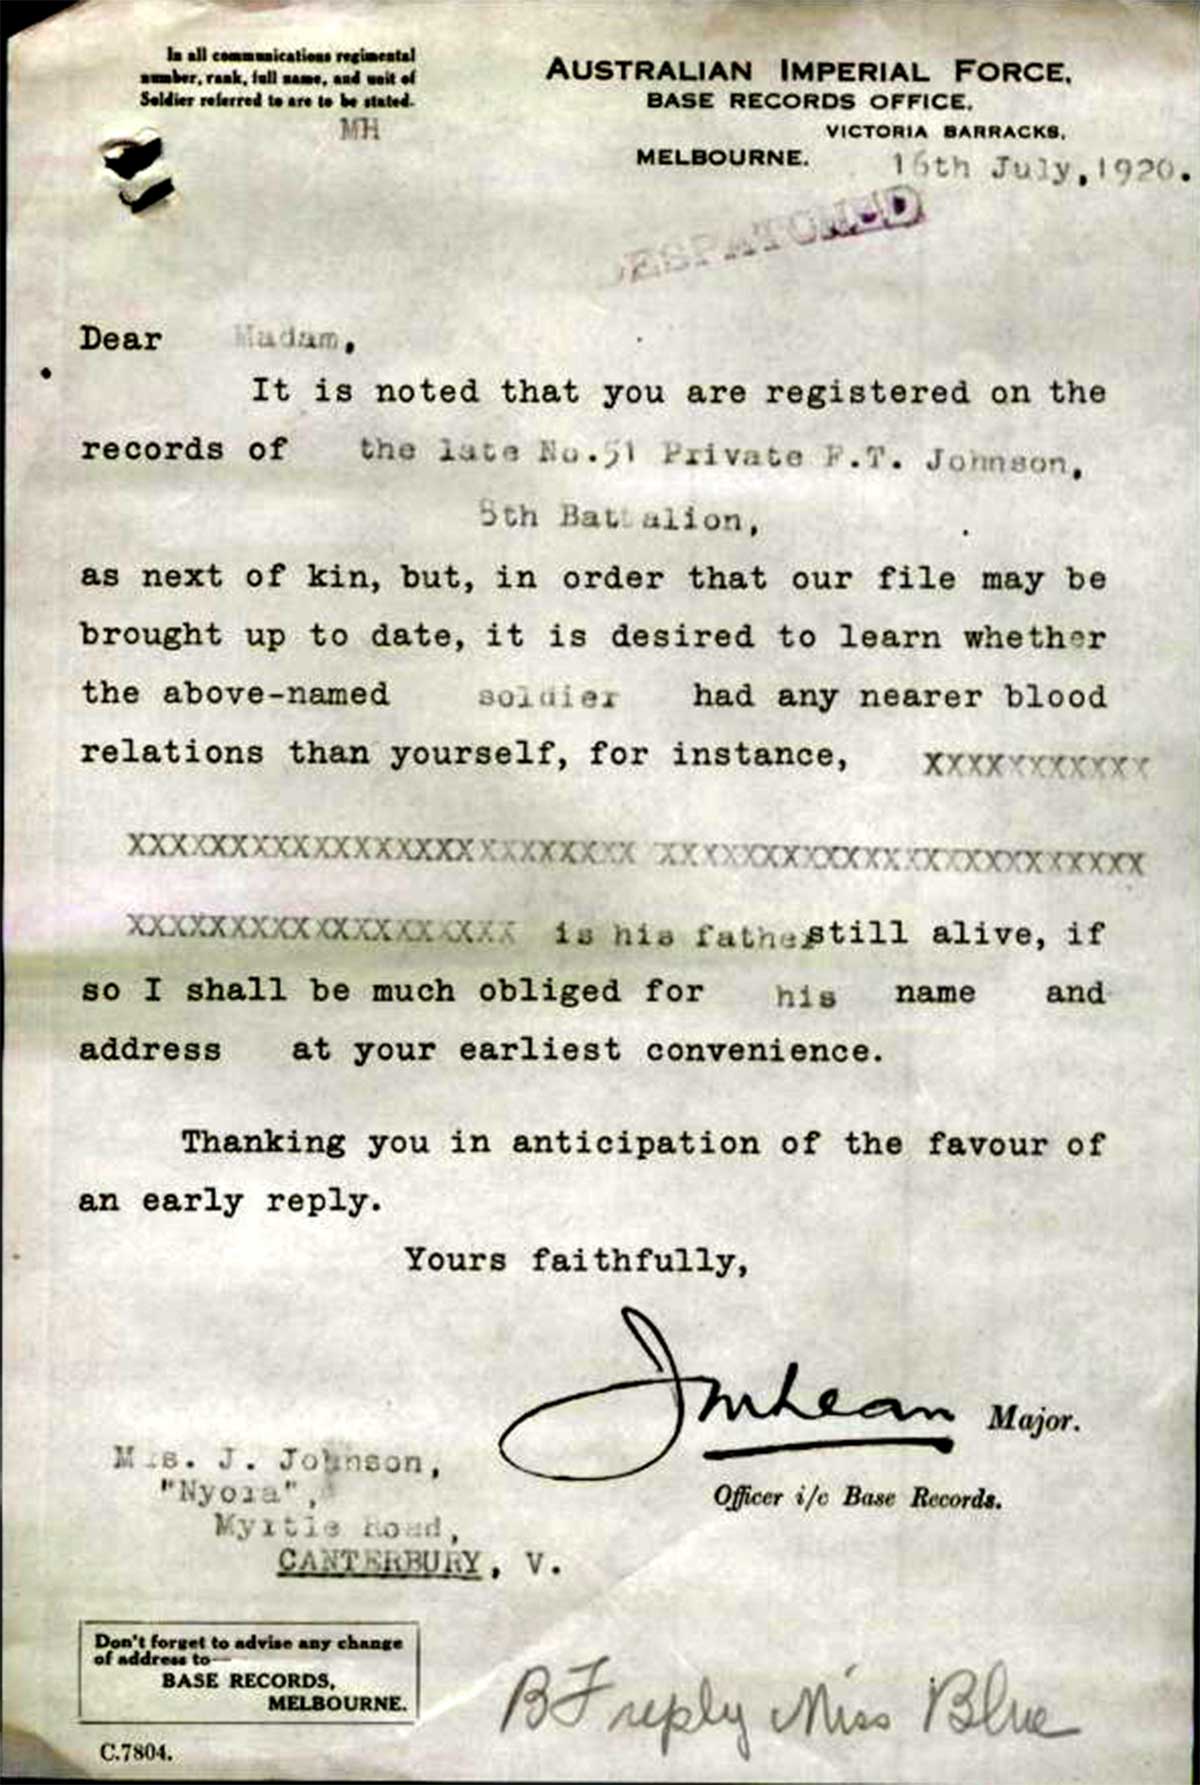 In all communications regimental
number, rank, full name, and unit of
Soldier referred to are to be stated.
MH
AUSTRALIAN IMPERIAL FORCE.
BASE RECORDS OFFICE,
VICTORIA BARRACKS,
MELBOURNE.
16th July, 1920.
DESPATCHED
Dear Madam,
It is noted that you are registered on the
records of the late No.51 Private F.T. Johnson,
5th Battalion,
as next of kin, but, in order that our file may be
brought up to date, it is desired to learn whether
the above-named soldier had any nearer blood
relations than yourself, for instance, XXXXXXXXXXX
XXXXXXXXXXXXXXXXXXXXXXXXX XXXXXXXXXXXXXXXXXXXXXXXX
XXXXXXXXXXXXXXXXXXX is his father still alive, if
so I shall be much obliged for his name and
address at your earliest convenience.
Thanking you in anticipation of the favour of
an early reply.
Yours faithfully,
JMLean Major.
Officer i/c Base Records.
Mrs. J. Johnson,
"Nyora",
Myrtle Road,
CANTERBURY, V.
Don't forget to advise any change
of address to—
BASE RECORDS,
MELBOURNE.
C.7804.
BF reply Miss Blue